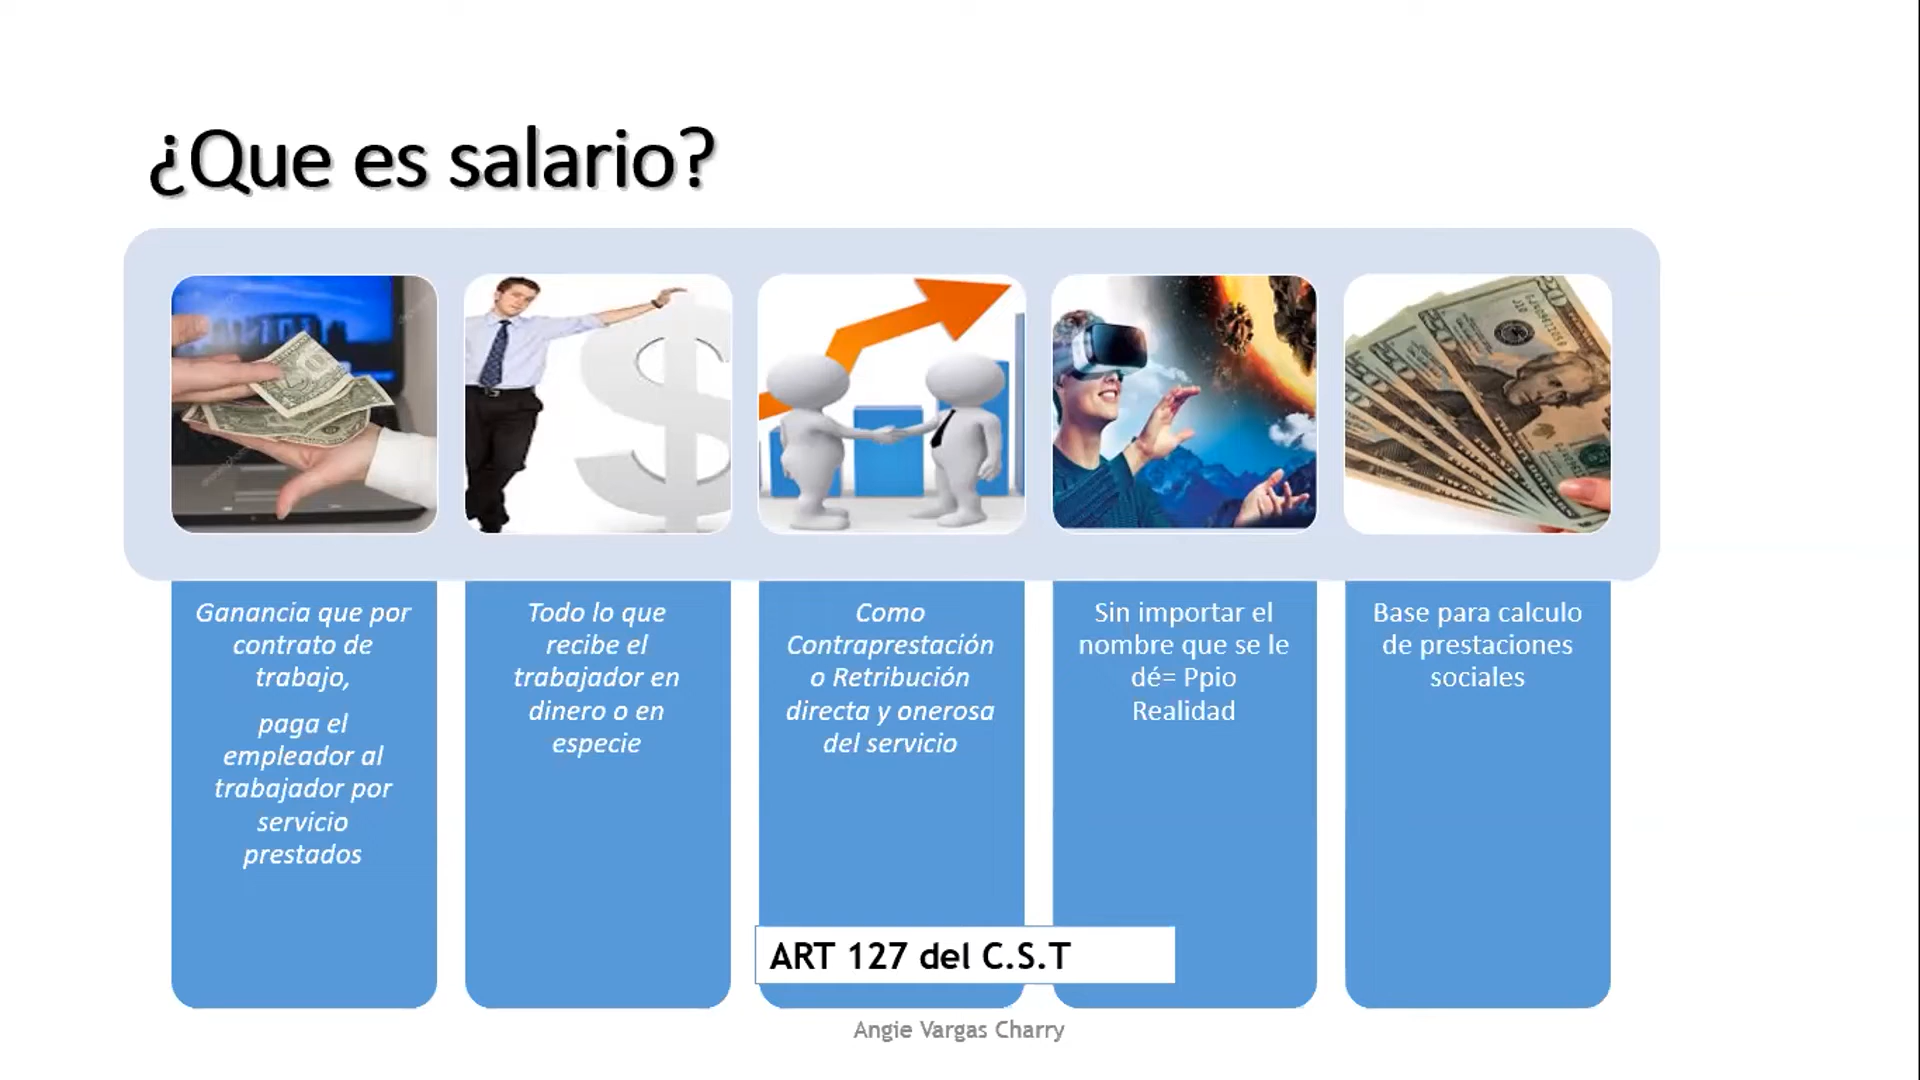 ¿Que es salario?
Ganancia que por
contrato de
trabajo,
paga el
empleador al
trabajador por
servicio
prestados
Todo lo que
recibe el
trabajador en
dinero o en
especie
Como
Contraprestación
o Retribución
directa y onerosa
del servicio
Sin importar el
nombre que se le
dé= Ppio
Realidad
Base para calculo
de prestaciones
sociales
ART 127 del C.S.T
Angie Vargas Charry